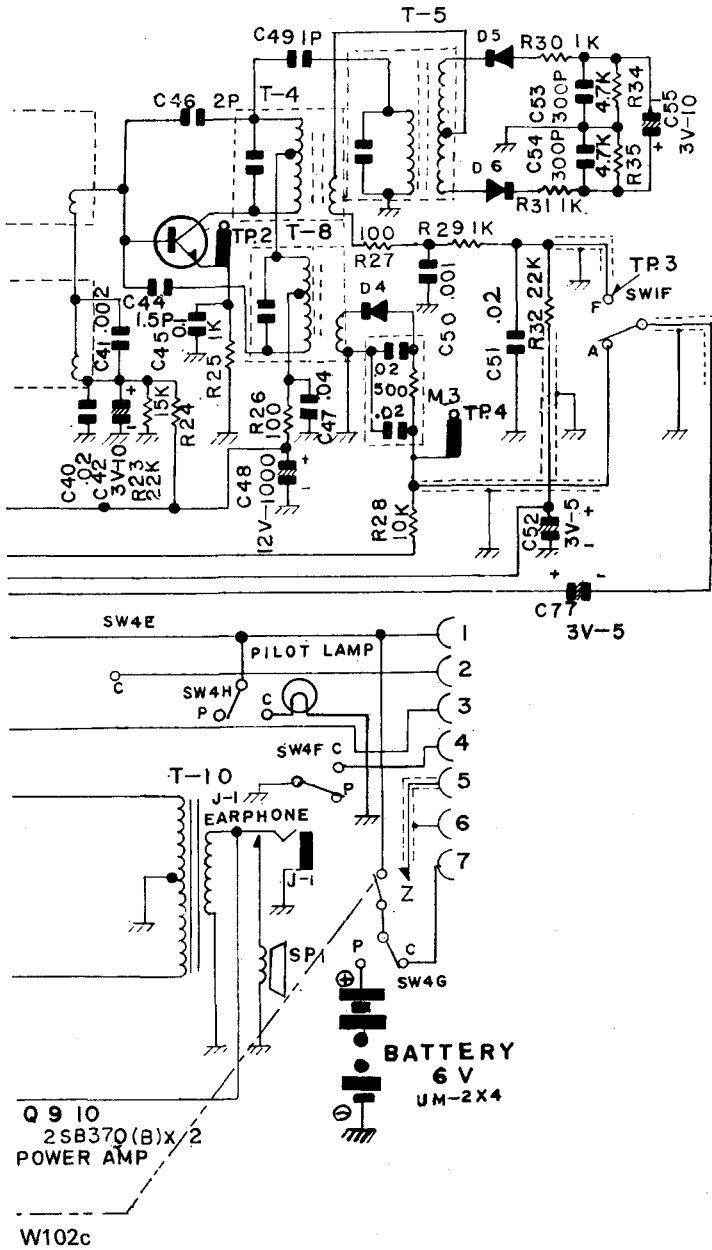 T-5
C49 1P
D5
R30 1K
C46 2P
T-4
C53
300P
4.7K
R34
C55
3V-10
-
+
C54
300P
4.7K
R35
D6
R31 1K
TP.2
T-8
100
R27
R29 1K
TP.3
F
SW1F
A
C44
1.5P
D4
C50 .001
C51 .02
R32 22K
C41 .002
C45
0.1
R25 1K
.02
500
.02
M.3
TP.4
+
-
15K
R24
R26
100
C47 .04
C40
.02
C42
3V-10
R23
22K
C48
12V-1000
+
-
R28
10K
C52
3V-5
+
-
+ -
C77
3V-5
SW4E
1
PILOT LAMP
2
C
SW4H
P
C
3
SW4F
C
4
T-10
P
5
J-1
EARPHONE
6
7
J-1
Z
SP1
P
C
SW4G
+
BATTERY
6 V
UM-2X4
-
Q 9 10
2SB370(B)X 2
POWER AMP
W102c